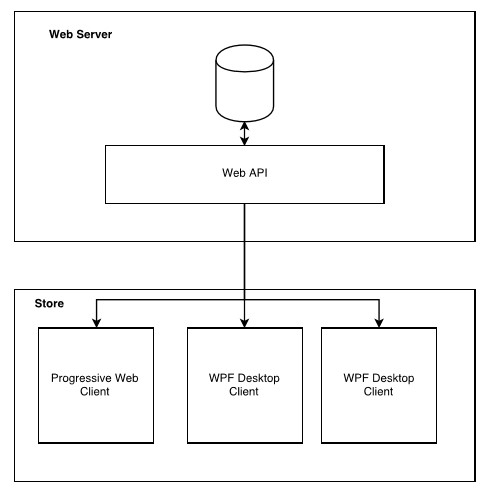 Web Server
Web API
Store
Progressive Web
Client
WPF Desktop
Client
WPF Desktop
Client